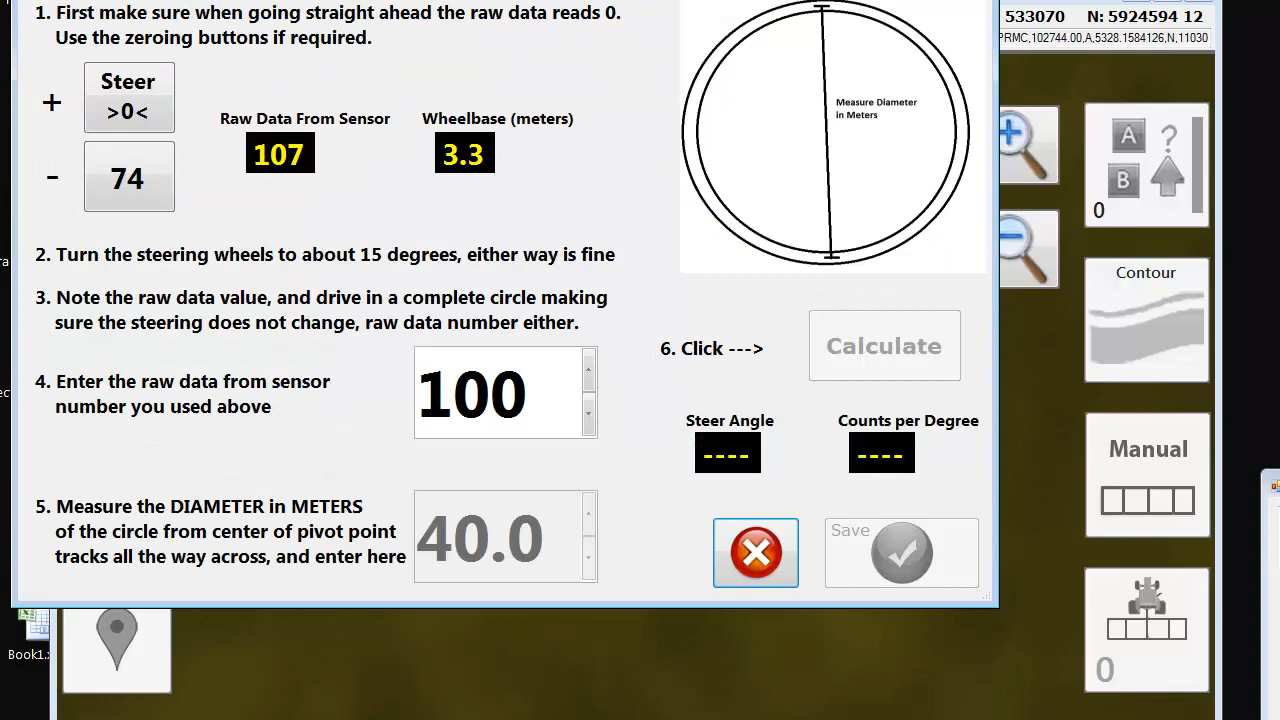 1. First make sure when going straight ahead the raw data reads 0.
Use the zeroing buttons if required.
533070 N: 5924594 12
PRMC,102744.00,A,5328.1584126,N,11030
+
Steer
>0<
-
74
Raw Data From Sensor
107
Wheelbase (meters)
3.3
Measure Diameter
in Meters
A
?
B
0
2. Turn the steering wheels to about 15 degrees, either way is fine
3. Note the raw data value, and drive in a complete circle making
sure the steering does not change, raw data number either.
Contour
4. Enter the raw data from sensor
number you used above
100
6. Click --->
Calculate
Steer Angle
----
Counts per Degree
----
Manual
5. Measure the DIAMETER in METERS
of the circle from center of pivot point
tracks all the way across, and enter here
40.0
Save
0